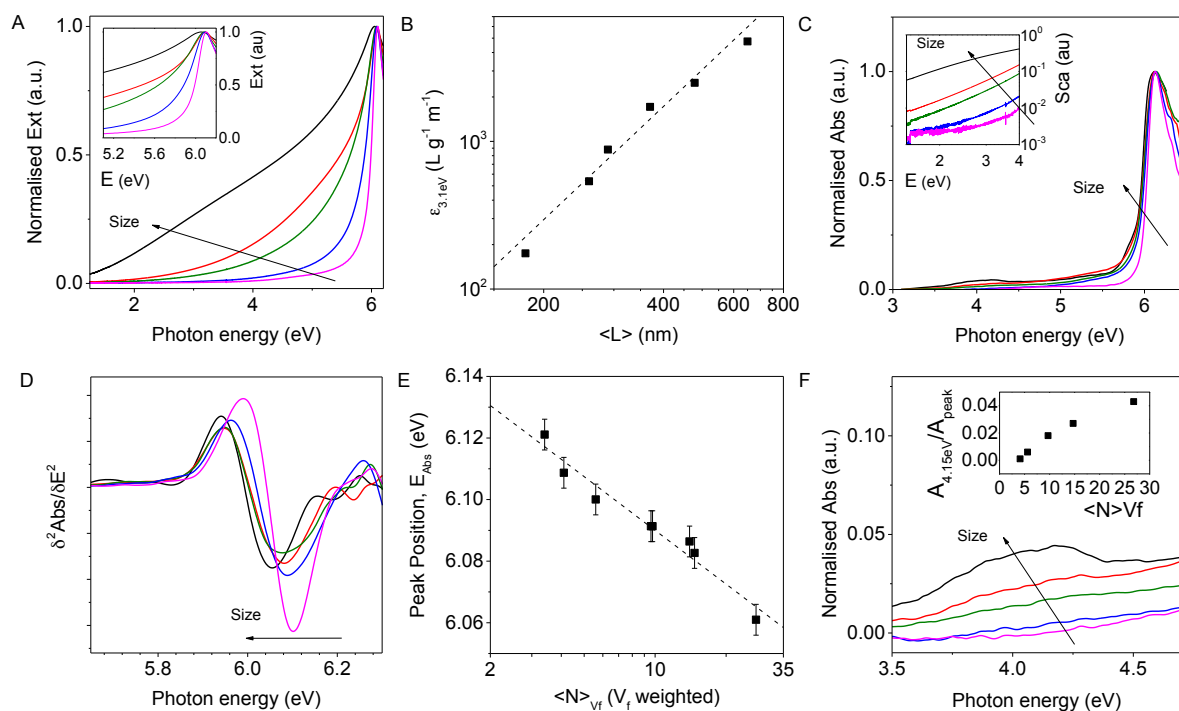 A
Normalised Ext (a.u.)
1.0
0.5
0.0
2
4
6
Photon energy (eV)
Size
5.2
5.6
6.0
E (eV)
1.0
0.5
0.0
Ext (au)
B
ε3.1eV (L g-1 m-1)
10^3
10^2
200
400
600
800
<L> (nm)
C
Normalised Abs (a.u.)
1.0
0.5
0.0
3
4
5
6
Photon energy (eV)
Size
Size
10^0
10^-1
10^-2
10^-3
Sca (au)
2
3
4
E (eV)
D
δ2Abs/δE2
Size
5.8
6.0
6.2
Photon energy (eV)
E
Peak Position, EAbs (eV)
6.14
6.12
6.10
6.08
6.06
2
10
35
<N>Vf (Vf weighted)
F
Normalised Abs (a.u.)
0.10
0.05
0.00
3.5
4.0
4.5
Photon energy (eV)
Size
A4.15eV/Apeak
0.04
0.02
0.00
0
5
10
15
20
25
30
<N>Vf